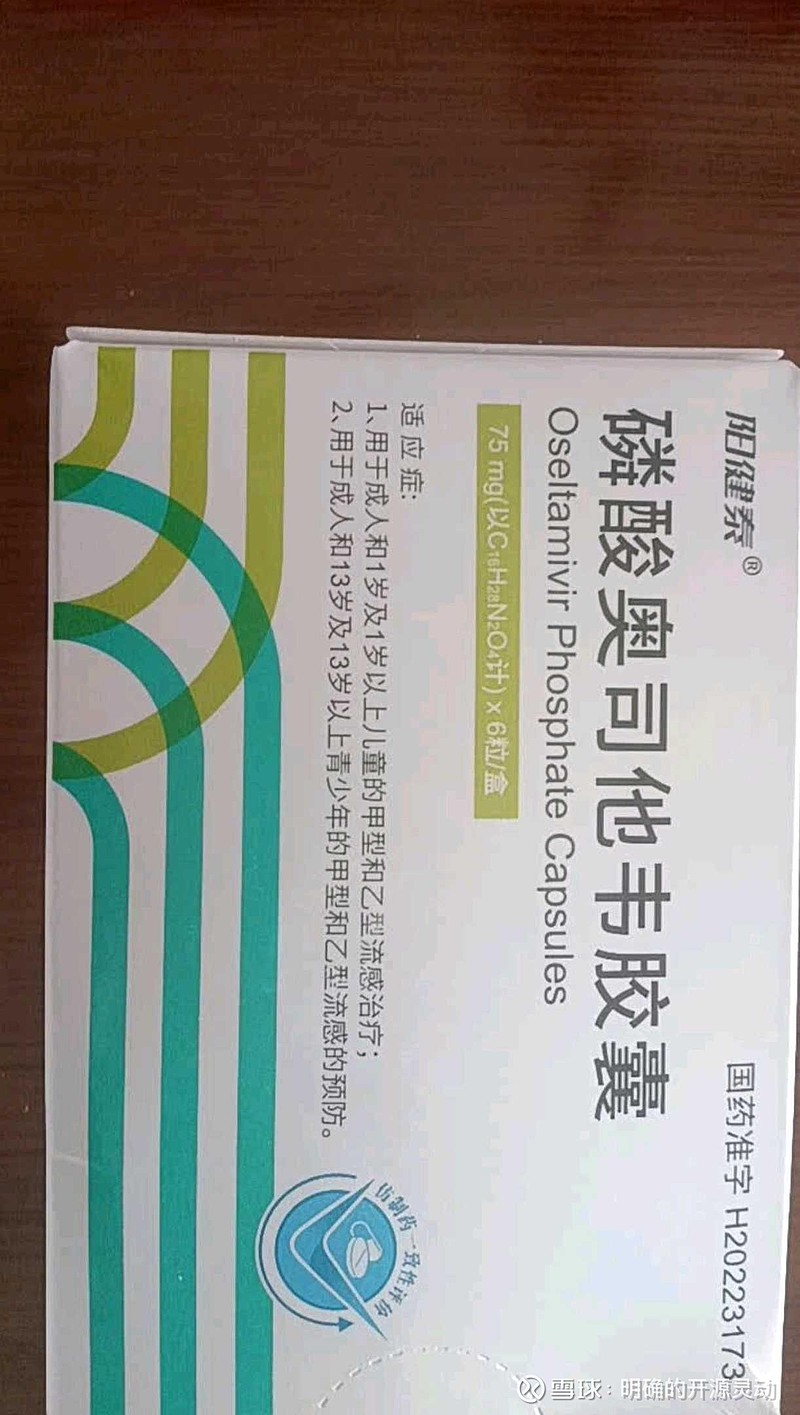 阳健泰®
国药准字 H20223173
磷酸奥司他韦胶囊
Oseltamivir Phosphate Capsules
75 mg(以C₁₆H₂₈N₂O₄计) x 6粒/盒
适应症:
1、用于成人和1岁及1岁以上儿童的甲型和乙型流感治疗;
2、用于成人和13岁及13岁以上青少年的甲型和乙型流感的预防。
仿制药一致性评价
雪球：明确的开源灵动